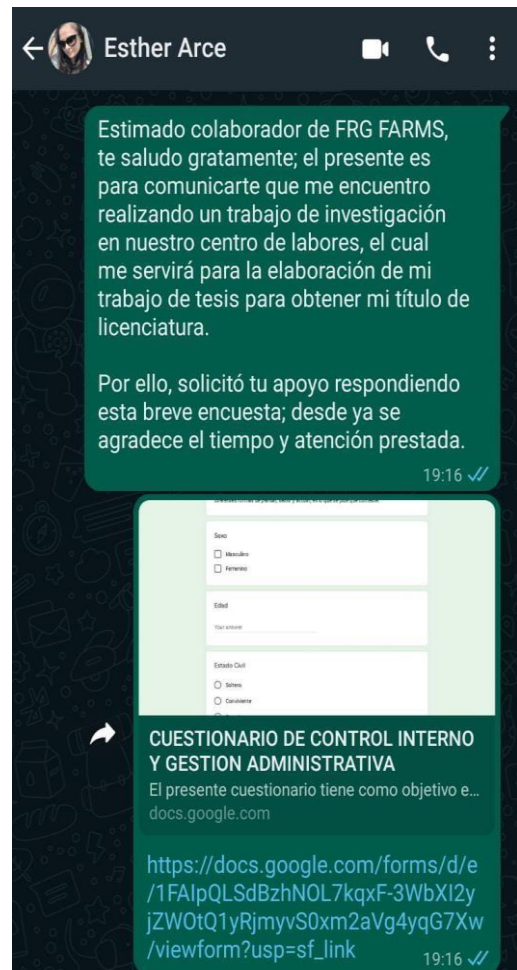 Esther Arce
Estimado colaborador de FRG FARMS,
te saludo gratamente; el presente es
para comunicarte que me encuentro
realizando un trabajo de investigación
en nuestro centro de labores, el cual
me servirá para la elaboración de mi
trabajo de tesis para obtener mi título de
licenciatura.
Por ello, solicitó tu apoyo respondiendo
esta breve encuesta; desde ya se
agradece el tiempo y atención prestada.
19:16
Sexo
Masculino
Femenino
Edad
Your answer
Estado Civil
Soltero
Conviviente
CUESTIONARIO DE CONTROL INTERNO
Y GESTION ADMINISTRATIVA
El presente cuestionario tiene como objetivo e...
docs.google.com
https://docs.google.com/forms/d/e
/1FAIpQLSdBzhNOL7kqxF-3WbXI2y
jZWOtQ1yRjmyvS0xm2aVg4yqG7Xw
/viewform?usp=sf_link
19:16